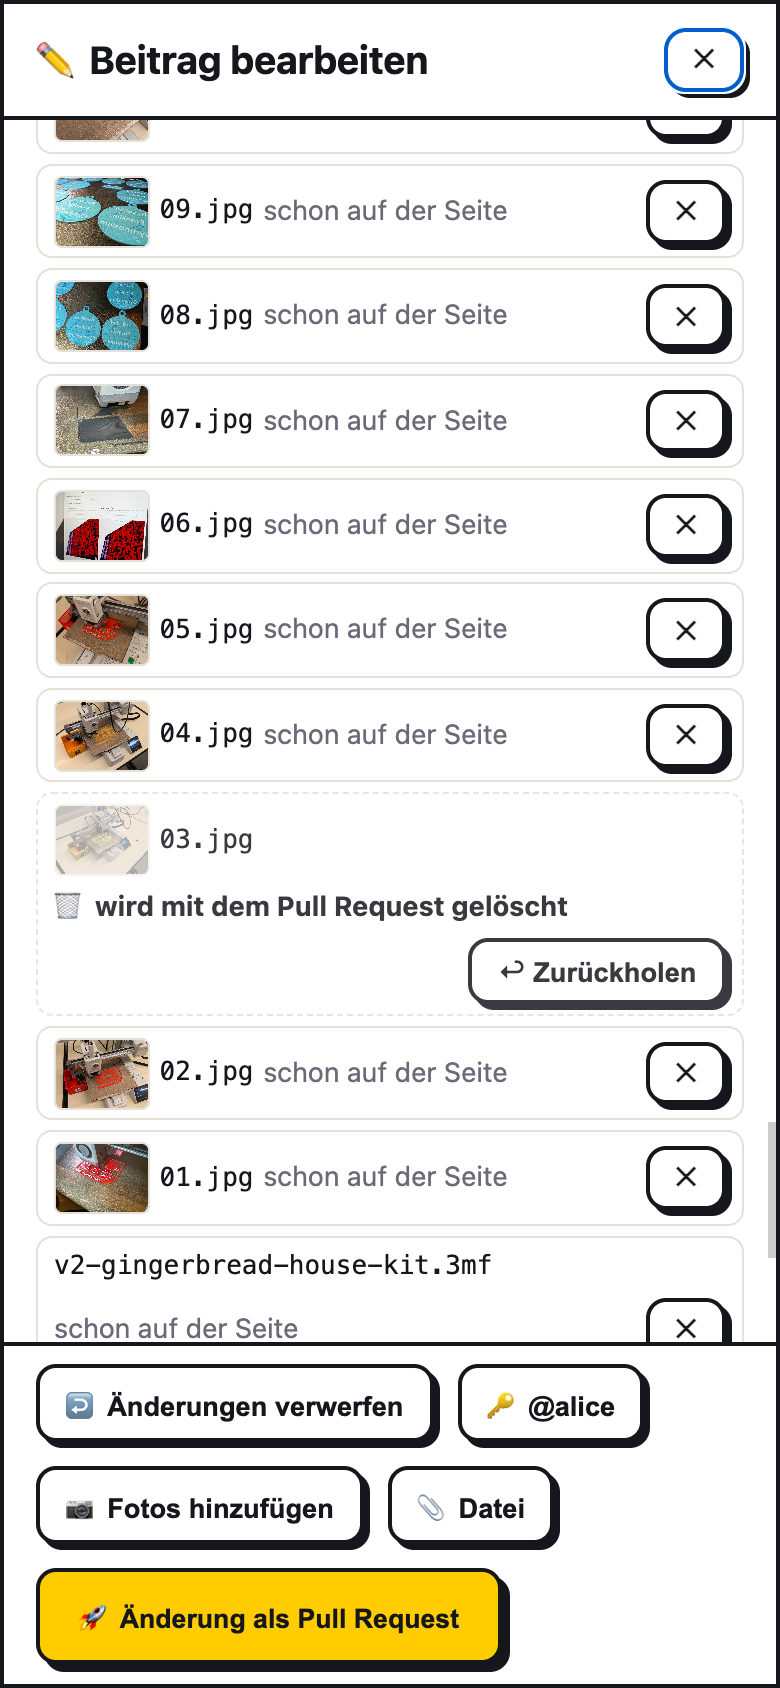 ✏️ Beitrag bearbeiten ×
09.jpg schon auf der Seite ×
08.jpg schon auf der Seite ×
07.jpg schon auf der Seite ×
06.jpg schon auf der Seite ×
05.jpg schon auf der Seite ×
04.jpg schon auf der Seite ×
03.jpg
🗑️ wird mit dem Pull Request gelöscht
↩ Zurückholen
02.jpg schon auf der Seite ×
01.jpg schon auf der Seite ×
v2-gingerbread-house-kit.3mf
schon auf der Seite ×
↩️ Änderungen verwerfen
🔑 @alice
📷 Fotos hinzufügen
📎 Datei
🚀 Änderung als Pull Request